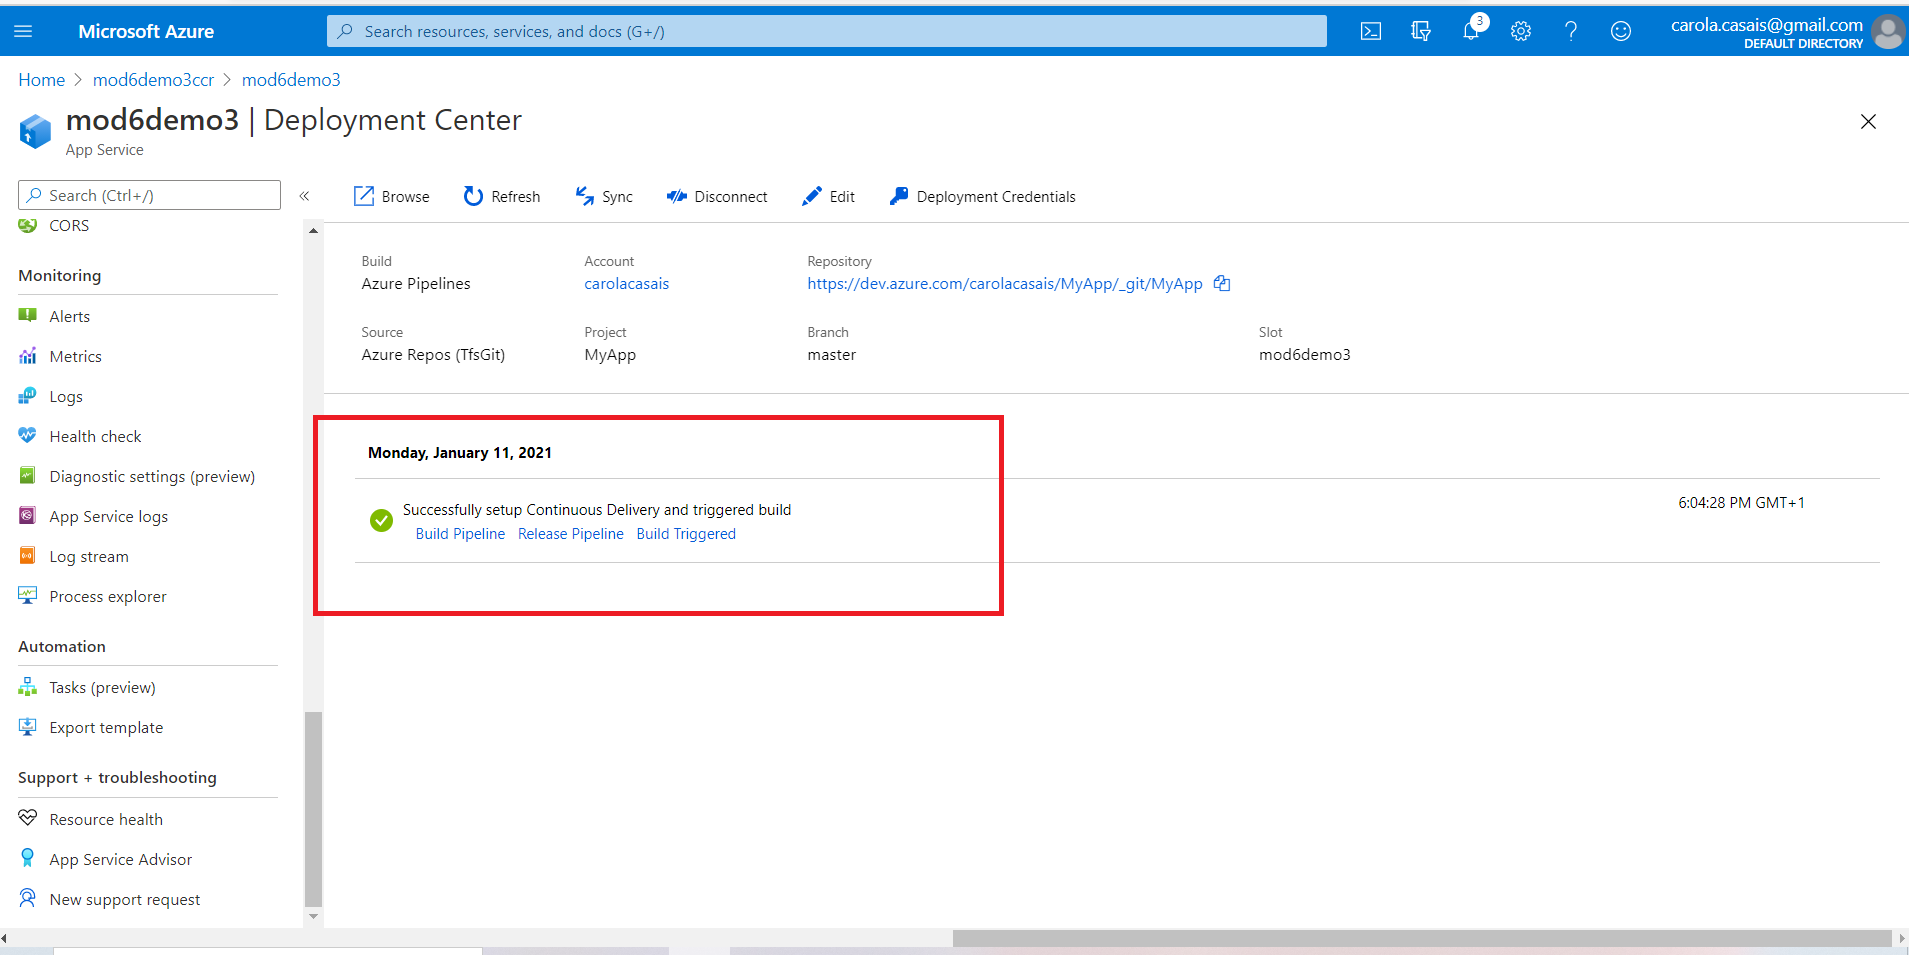 Microsoft Azure
Search resources, services, and docs (G+/)
3
carola.casais@gmail.com
DEFAULT DIRECTORY
Home > mod6demo3ccr > mod6demo3
mod6demo3 | Deployment Center
App Service
Search (Ctrl+/)
«
Browse
Refresh
Sync
Disconnect
Edit
Deployment Credentials
CORS
Monitoring
Alerts
Metrics
Logs
Health check
Diagnostic settings (preview)
App Service logs
Log stream
Process explorer
Automation
Tasks (preview)
Export template
Support + troubleshooting
Resource health
App Service Advisor
New support request
Build
Azure Pipelines
Account
carolacasais
Repository
https://dev.azure.com/carolacasais/MyApp/_git/MyApp
Source
Azure Repos (TfsGit)
Project
MyApp
Branch
master
Slot
mod6demo3
Monday, January 11, 2021
Successfully setup Continuous Delivery and triggered build
Build Pipeline Release Pipeline Build Triggered
6:04:28 PM GMT+1